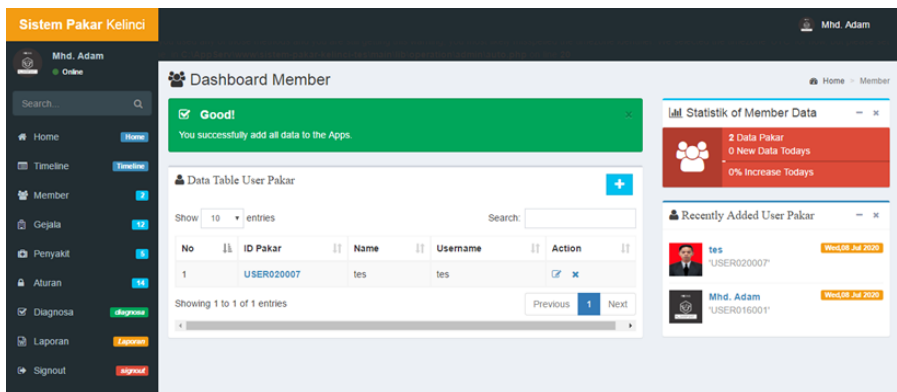 Sistem Pakar Kelinci
Mhd. Adam
Mhd. Adam
Online
Search...
Home Home
Timeline Timeline
Member 2
Gejala 12
Penyakit 5
Aturan 14
Diagnosa diagnosa
Laporan Laporan
Signout signout
Dashboard Member
Home > Member
Good!
You successfully add all data to the Apps.
Data Table User Pakar
Show 10 entries Search:
No ID Pakar Name Username Action
1 USER020007 tes tes
Showing 1 to 1 of 1 entries
Previous 1 Next
Statistik of Member Data
2 Data Pakar
0 New Data Todays
0% Increase Todays
Recently Added User Pakar
tes Wed,08 Jul 2020
"USER020007"
Mhd. Adam Wed,08 Jul 2020
"USER016001"